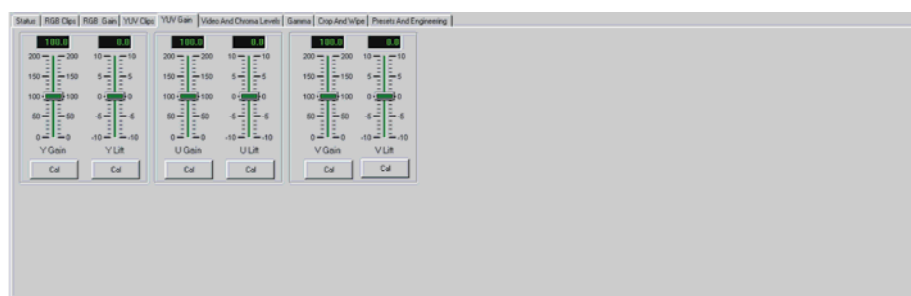 Status RGB Clips RGB Gain YUV Clips YUV Gain Video And Chroma Levels Gamma Crop And Wipe Presets And Engineering
100.0 0.0 100.0 0.0 100.0 0.0
200 200 10 10 200 200 10 10 200 200 10 10
150 150 5 5 150 150 5 5 150 150 5 5
100 100 0 0 100 100 0 0 100 100 0 0
50 50 -5 -5 50 50 -5 -5 50 50 -5 -5
0 0 -10 -10 0 0 -10 -10 0 0 -10 -10
Y Gain Y Lift U Gain U Lift V Gain V Lift
Cal Cal Cal Cal Cal Cal